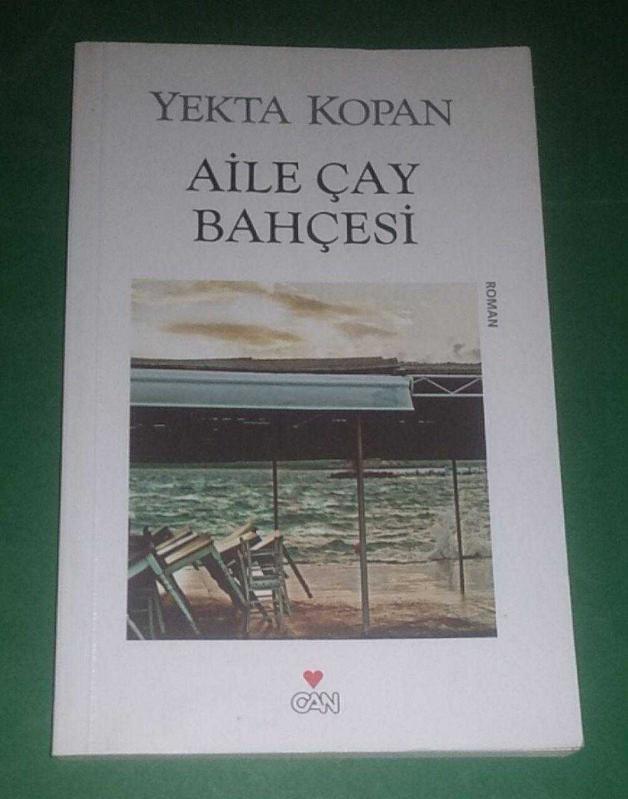 YEKTA KOPAN
AİLE ÇAY
BAHÇESİ
ROMAN
CAN